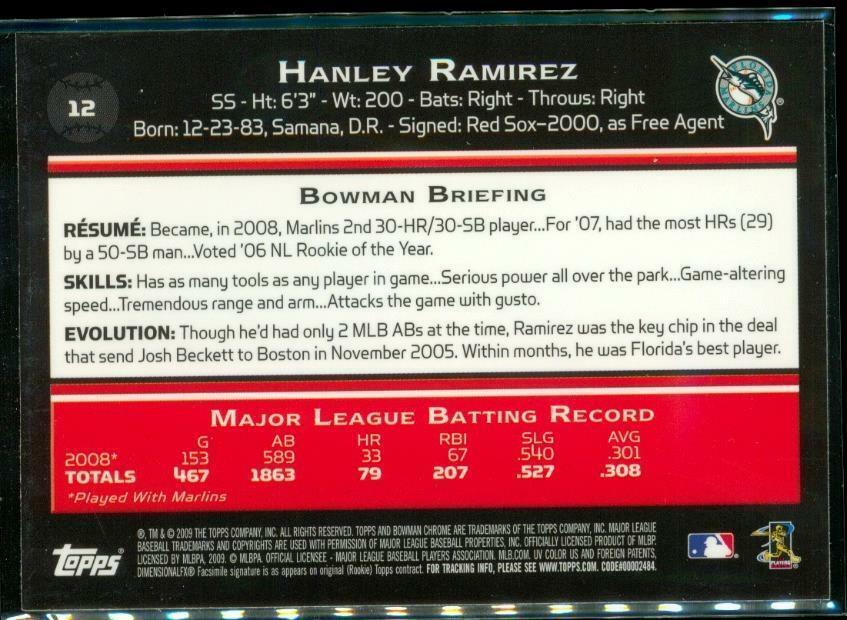 12
HANLEY RAMIREZ
SS - Ht: 6'3" - Wt: 200 - Bats: Right - Throws: Right
Born: 12-23-83, Samana, D.R. - Signed: Red Sox–2000, as Free Agent
FLORIDA
MARLINS
BOWMAN BRIEFING
RÉSUMÉ: Became, in 2008, Marlins 2nd 30-HR/30-SB player...For '07, had the most HRs (29)
by a 50-SB man...Voted '06 NL Rookie of the Year.
SKILLS: Has as many tools as any player in game...Serious power all over the park...Game-altering
speed...Tremendous range and arm...Attacks the game with gusto.
EVOLUTION: Though he'd had only 2 MLB ABs at the time, Ramirez was the key chip in the deal
that send Josh Beckett to Boston in November 2005. Within months, he was Florida's best player.
MAJOR LEAGUE BATTING RECORD
G AB HR RBI SLG AVG
2008* 153 589 33 67 .540 .301
TOTALS 467 1863 79 207 .527 .308
*Played With Marlins
®, TM & © 2009 THE TOPPS COMPANY, INC. ALL RIGHTS RESERVED. TOPPS AND BOWMAN CHROME ARE TRADEMARKS OF THE TOPPS COMPANY, INC. MAJOR LEAGUE
BASEBALL TRADEMARKS AND COPYRIGHTS ARE USED WITH PERMISSION OF MAJOR LEAGUE BASEBALL PROPERTIES, INC. OFFICIALLY LICENSED PRODUCT OF MLBP.
LICENSED BY MLBPA, 2009. © MLBPA. OFFICIAL LICENSEE - MAJOR LEAGUE BASEBALL PLAYERS ASSOCIATION. MLB.COM. UV COLOR US AND FOREIGN PATENTS,
DIMENSIONALFX® Facsimile signature is as appears on original (Rookie) Topps contract. FOR TRACKING INFO, PLEASE SEE WWW.TOPPS.COM. CODE#00002484.
Topps®
PLAYERS